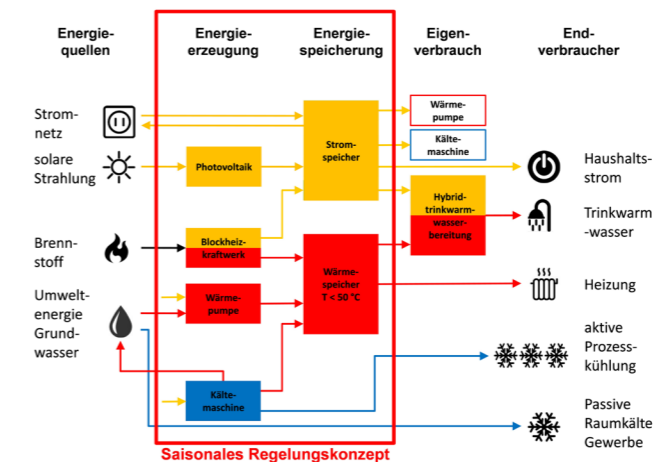 Energie-
quellen
Energie-
erzeugung
Energie-
speicherung
Eigen-
verbrauch
End-
verbraucher
Strom-
netz
solare
Strahlung
Brenn-
stoff
Umwelt-
energie
Grund-
wasser
Photovoltaik
Blockheiz-
kraftwerk
Wärme-
pumpe
Kälte-
maschine
Strom-
speicher
Wärme-
speicher
T < 50 °C
Wärme-
pumpe
Kälte-
maschine
Hybrid-
trinkwarm-
wasser-
bereitung
Haushalts-
strom
Trinkwarm
-wasser
Heizung
aktive
Prozess-
kühlung
Passive
Raumkälte
Gewerbe
Saisonales Regelungskonzept